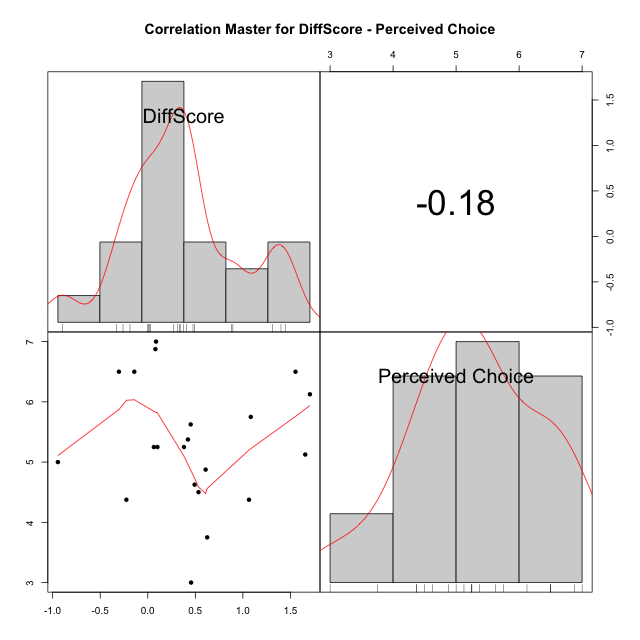 Correlation Master for DiffScore - Perceived Choice
3 4 5 6 7
DiffScore
-0.18
1.5
1.0
0.5
0.0
-0.5
-1.0
7
6
5
4
3
Perceived Choice
-1.0 -0.5 0.0 0.5 1.0 1.5